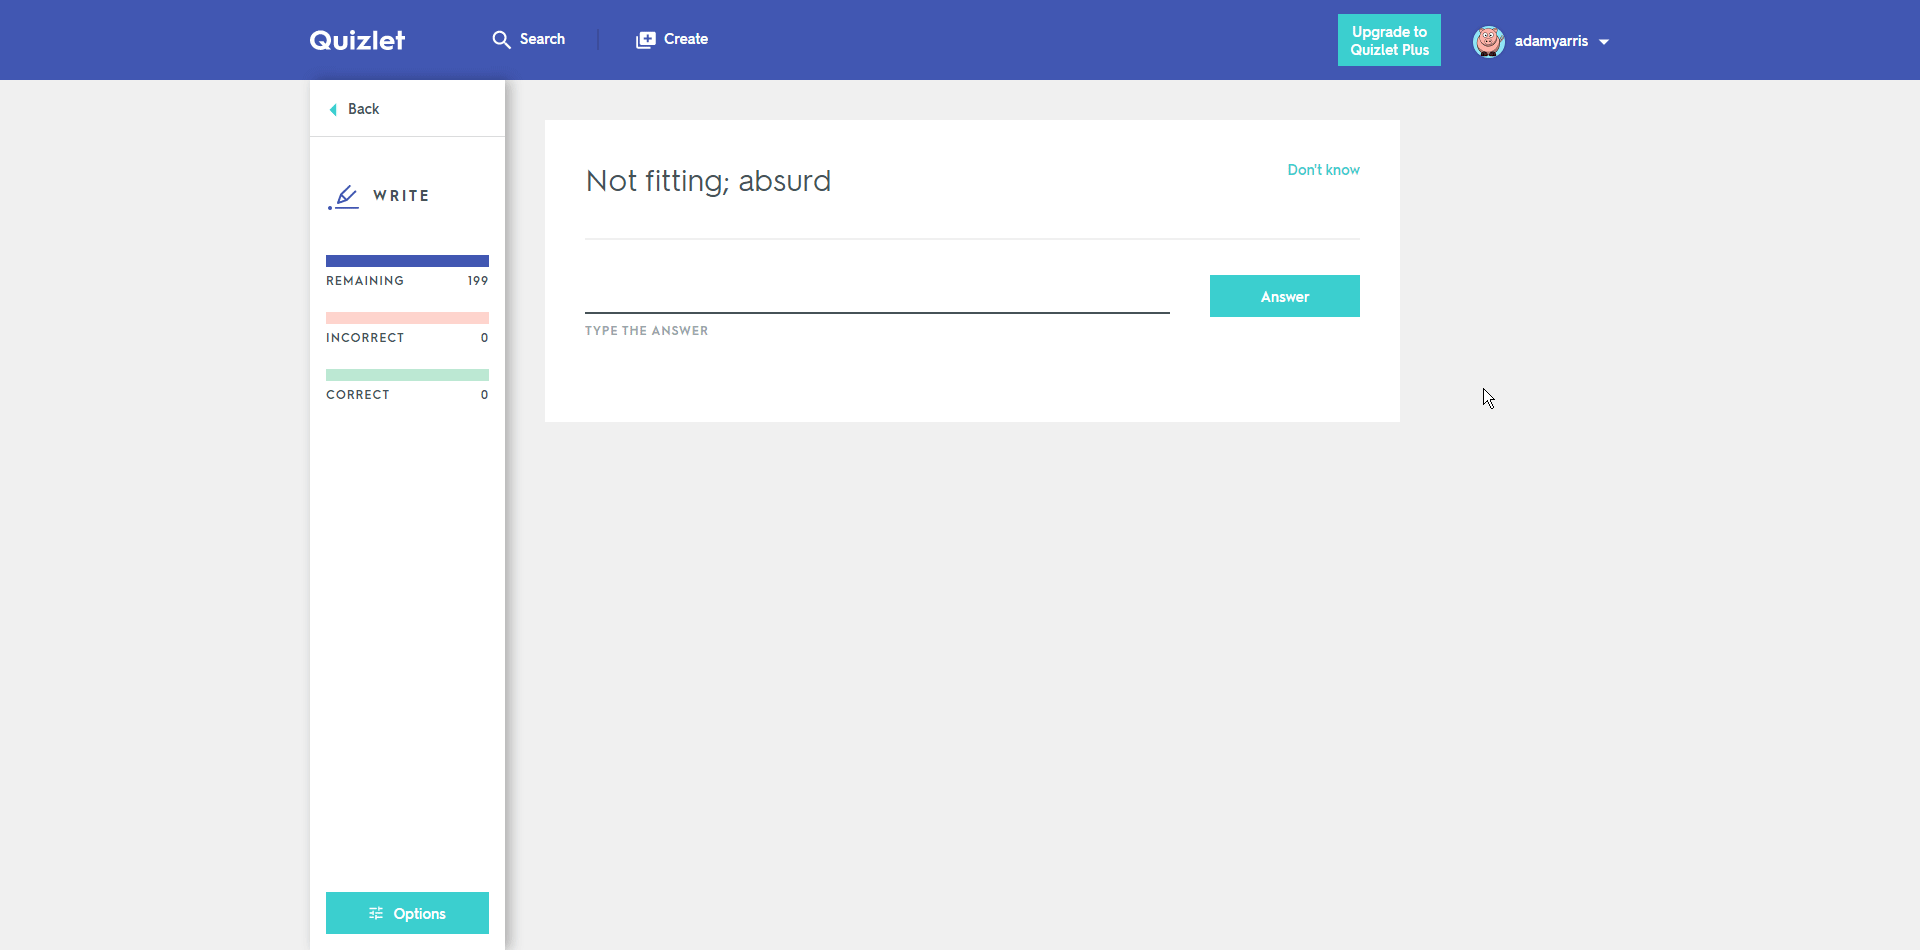 Quizlet
Search
Create
Upgrade to
Quizlet Plus
adamyarris
Back
WRITE
REMAINING 199
INCORRECT 0
CORRECT 0
Options
Not fitting; absurd
Don't know
Answer
TYPE THE ANSWER